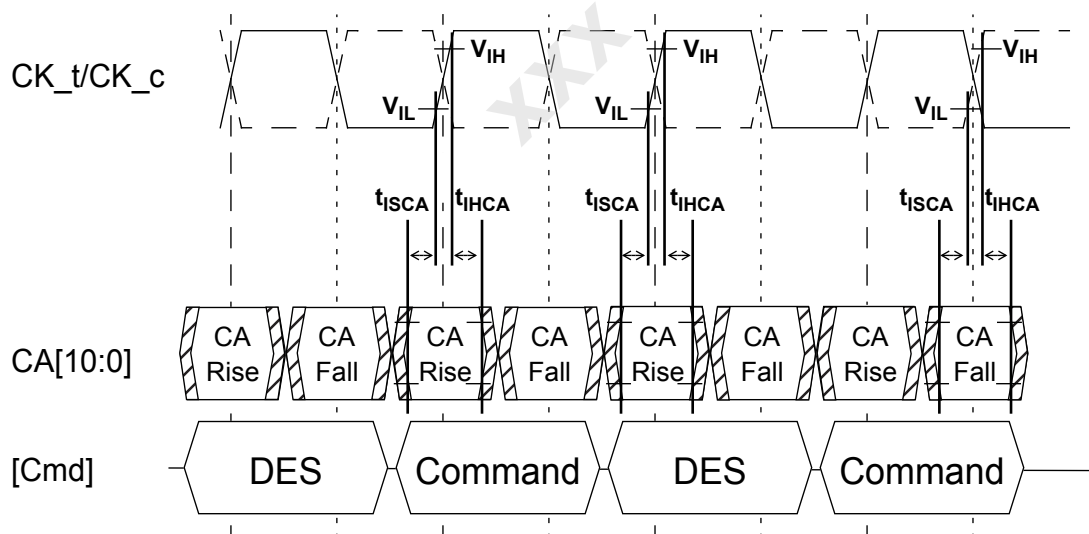 xxx
CK_t/CK_c
VIH VIH VIH
VIL VIL VIL
tISCA tIHCA tISCA tIHCA tISCA tIHCA
CA[10:0]
CA CA CA CA CA CA CA CA
Rise Fall Rise Fall Rise Fall Rise Fall
[Cmd]
DES Command DES Command